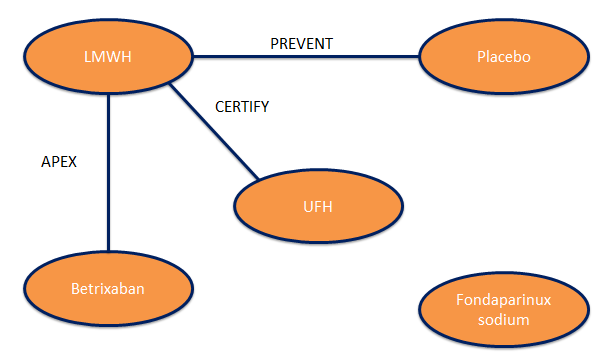 LMWH
PREVENT
Placebo
CERTIFY
APEX
UFH
Betrixaban
Fondaparinux
sodium